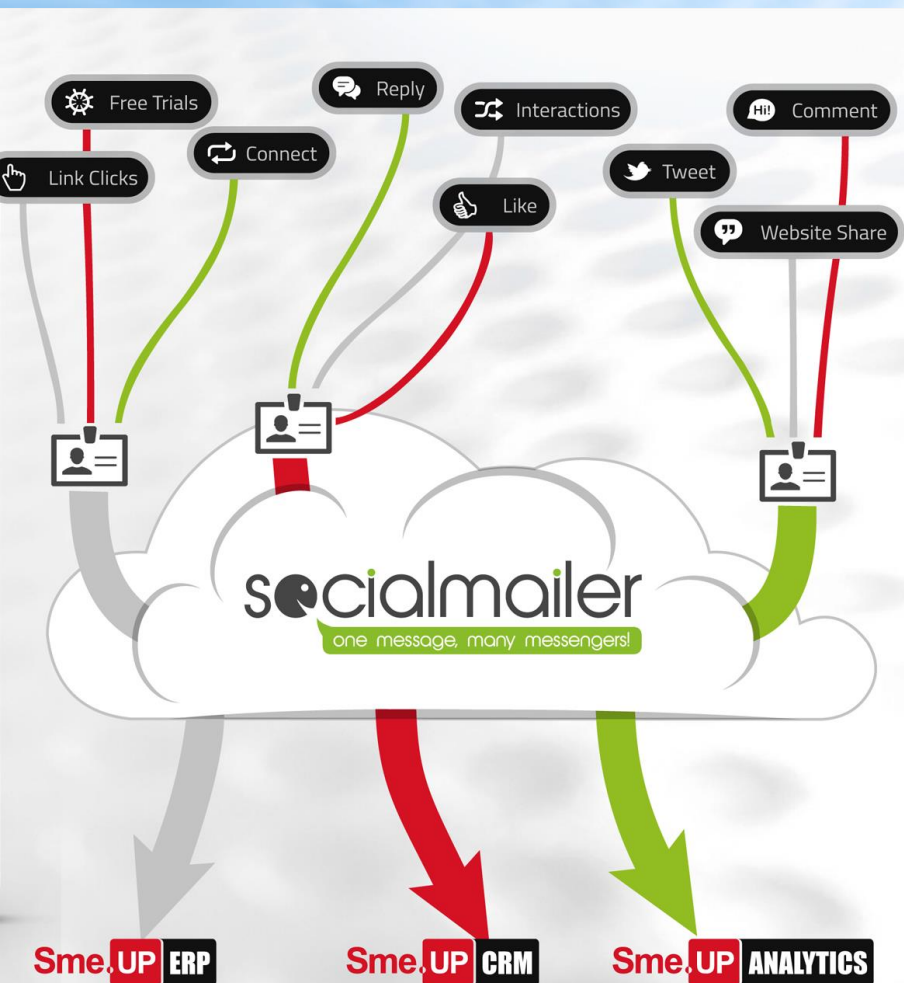 Reply
Free Trials
Interactions
Comment
Connect
Link Clicks
Tweet
Like
Hi!
Website Share
socialmailer
one message, many messengers!
Sme.UP ERP
Sme.UP CRM
Sme.UP ANALYTICS